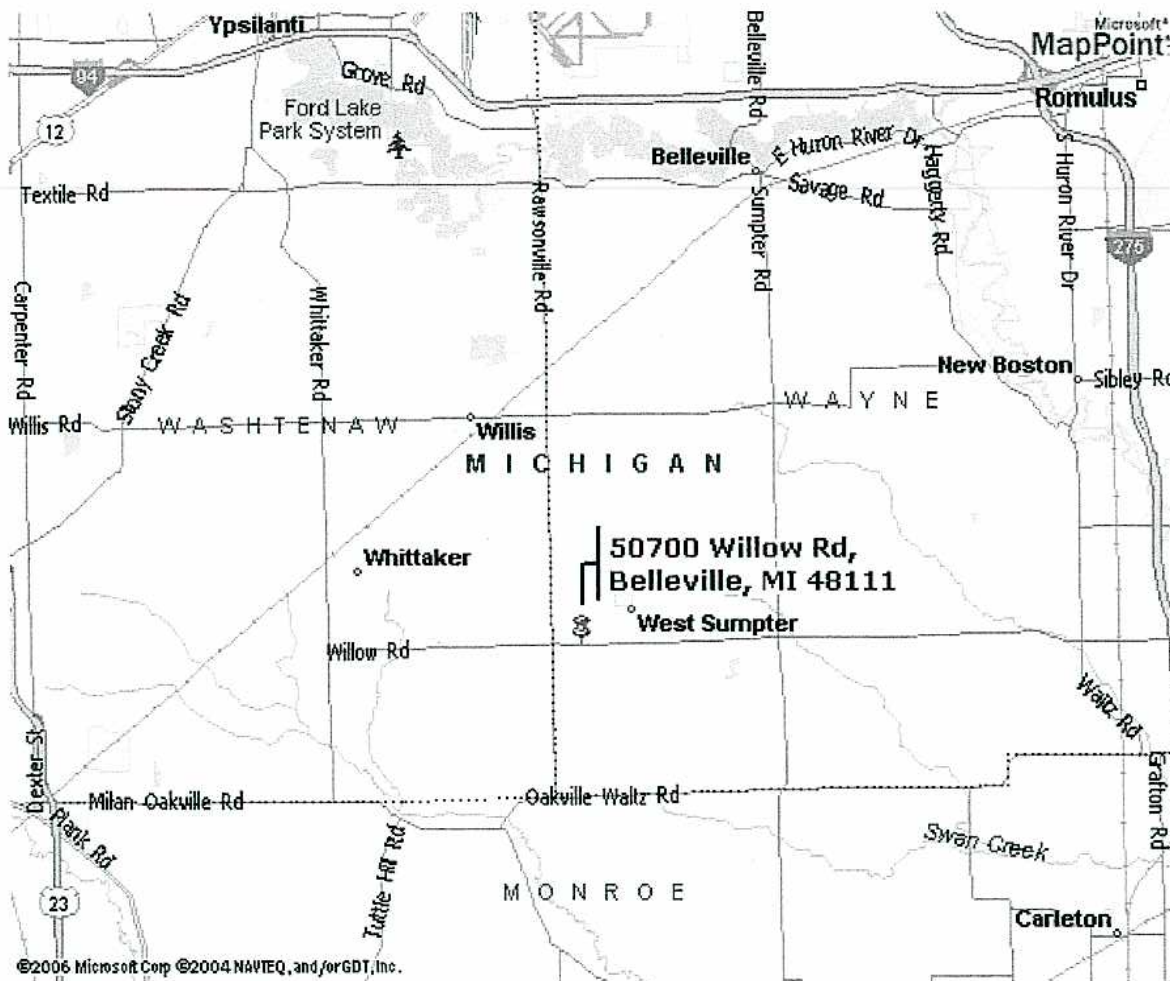 Ypsilanti
Belleville Rd
Microsoft®
MapPoint
94
Grove Rd
Romulus
12
Ford Lake
Park System
Belleville
E Huron River Dr
Haggerty Rd
S Huron River Dr
Textile Rd
Savage Rd
Rawsonville Rd
Sumpter Rd
275
Carpenter Rd
Stony Creek Rd
Whittaker Rd
New Boston
Sibley Rd
Willis Rd
WASHTENAW
WAYNE
Willis
MICHIGAN
50700 Willow Rd,
Belleville, MI 48111
Whittaker
West Sumpter
Willow Rd
Waltz Rd
Dexter St
Milan Oakville Rd
Oakville Waltz Rd
Grafton Rd
Plank Rd
Tuttle Hill Rd
Swan Creek
MONROE
23
Carleton
©2006 Microsoft Corp ©2004 NAVTEQ, and/or GDT, Inc.